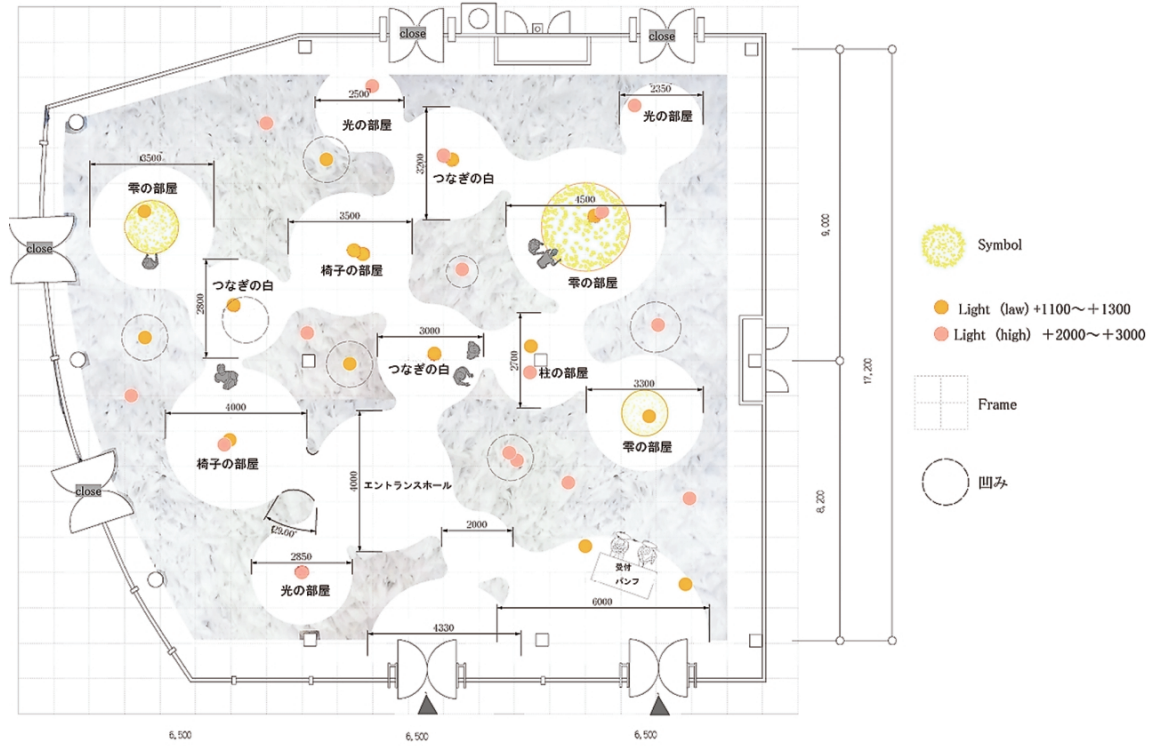 close
close
2500
光の部屋
2350
光の部屋
3500
雫の部屋
3200
つなぎの白
4500
雫の部屋
3500
椅子の部屋
close
つなぎの白
2800
3000
つなぎの白
2700
柱の部屋
3300
雫の部屋
4000
椅子の部屋
4000
エントランスホール
close
2000
2850
光の部屋
受付
パンフ
6000
4330
6,500
6,500
6,500
9,000
17,200
8,200
Symbol
Light (law) +1100〜+1300
Light (high) +2000〜+3000
Frame
凹み